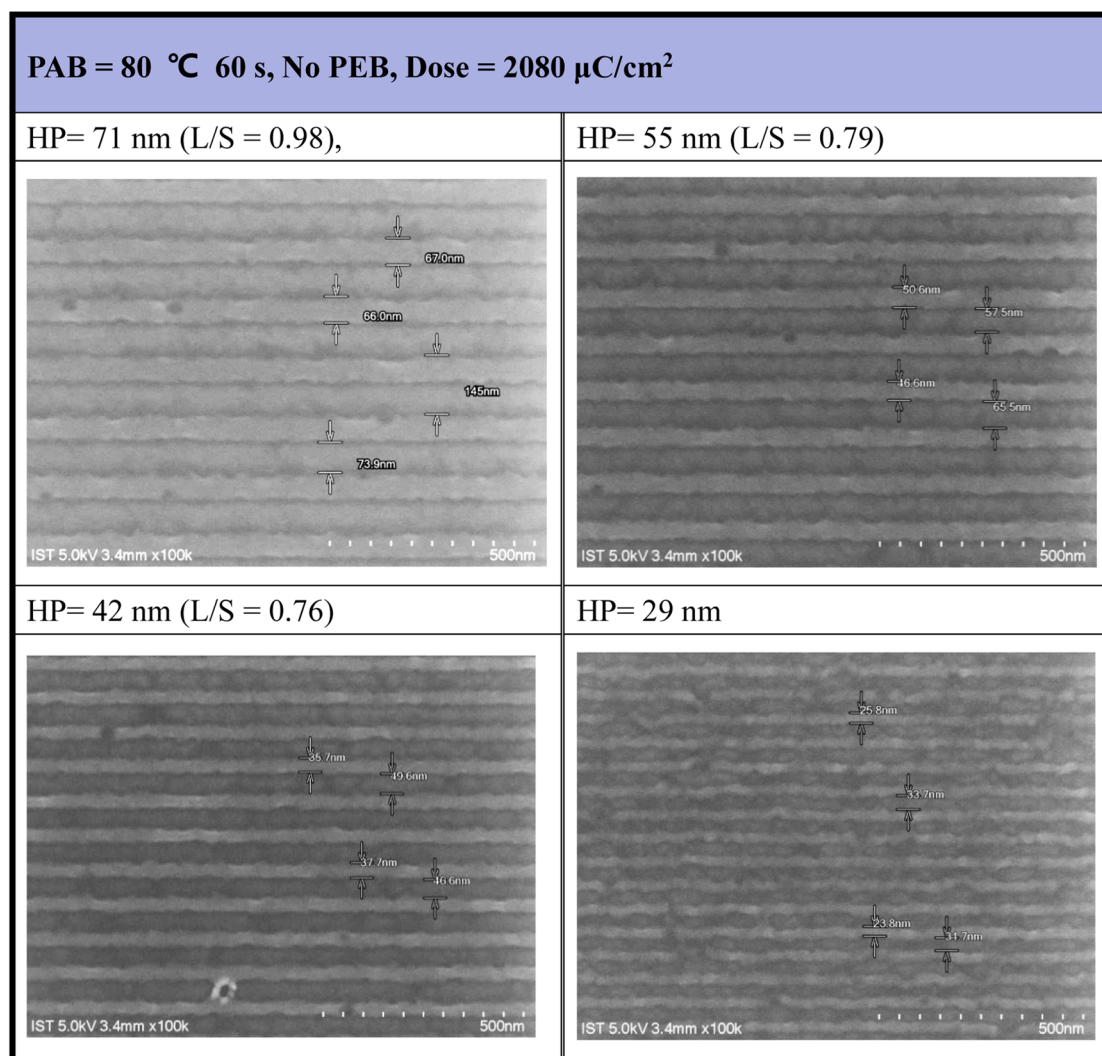 PAB = 80 ℃ 60 s, No PEB, Dose = 2080 μC/cm²
HP= 71 nm (L/S = 0.98),
HP= 55 nm (L/S = 0.79)
67.0nm
66.0nm
145nm
73.9nm
IST 5.0kV 3.4mm x100k
500nm
50.6nm
57.5nm
46.6nm
65.5nm
IST 5.0kV 3.4mm x100k
500nm
HP= 42 nm (L/S = 0.76)
HP= 29 nm
35.7nm
49.6nm
37.7nm
46.6nm
IST 5.0kV 3.4mm x100k
500nm
25.8nm
33.7nm
23.8nm
31.7nm
IST 5.0kV 3.4mm x100k
500nm